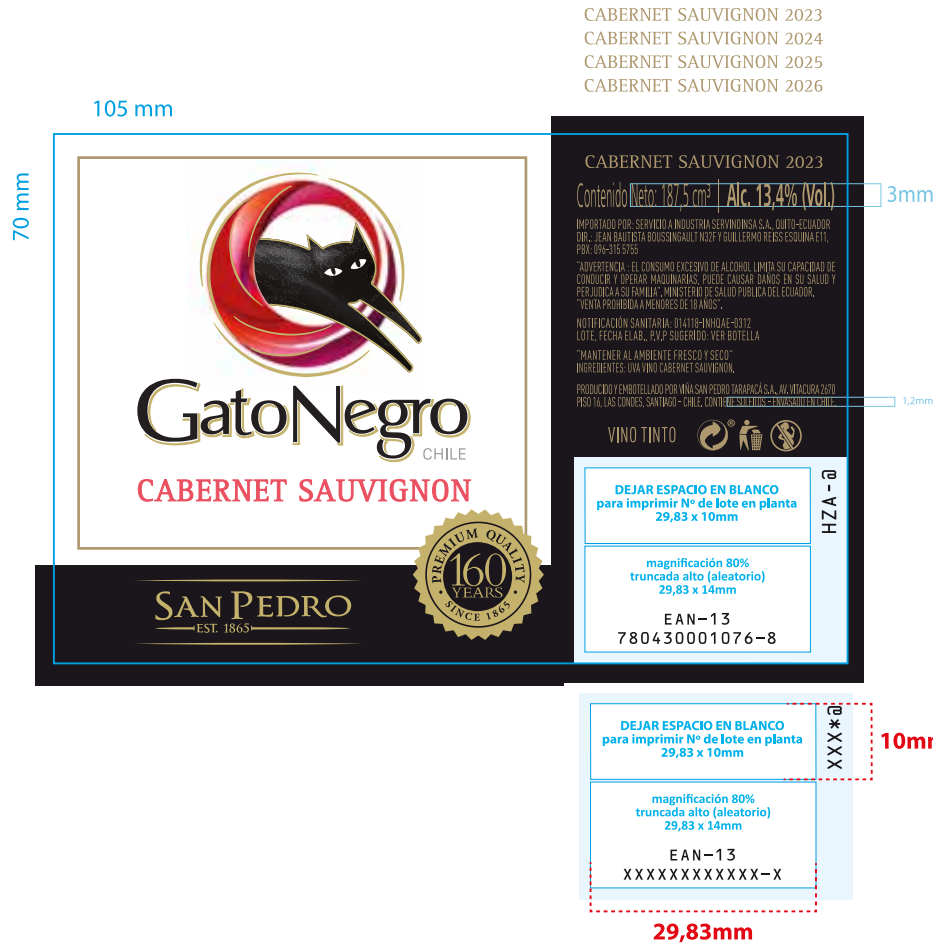 CABERNET SAUVIGNON 2023
CABERNET SAUVIGNON 2024
CABERNET SAUVIGNON 2025
CABERNET SAUVIGNON 2026
105 mm
70 mm
GatoNegro
CHILE
CABERNET SAUVIGNON
SAN PEDRO
EST. 1865
PREMIUM QUALITY
160
YEARS
SINCE 1865
CABERNET SAUVIGNON 2023
Contenido Neto: 187,5 cm³ | Alc. 13,4% (Vol.)
3mm
IMPORTADO POR: SERVICIO A INDUSTRIA SERVINDINSA S.A., QUITO-ECUADOR
DIR.: JEAN BAUTISTA BOUSSINGAULT N32F Y GUILLERMO REISS ESQUINA E11,
PBX: 096-315 5755
"ADVERTENCIA : EL CONSUMO EXCESIVO DE ALCOHOL LIMITA SU CAPACIDAD DE
CONDUCIR Y OPERAR MAQUINARIAS, PUEDE CAUSAR DAÑOS EN SU SALUD Y
PERJUDICA A SU FAMILIA". MINISTERIO DE SALUD PUBLICA DEL ECUADOR.
"VENTA PROHIBIDA A MENORES DE 18 AÑOS".
NOTIFICACIÓN SANITARIA: 014118-INHQAE-0312
LOTE, FECHA ELAB., P.V.P SUGERIDO: VER BOTELLA
"MANTENER AL AMBIENTE FRESCO Y SECO"
INGREDIENTES: UVA VINO CABERNET SAUVIGNON.
PRODUCIDO Y EMBOTELLADO POR VIÑA SAN PEDRO TARAPACÁ S.A., AV. VITACURA 2670
PISO 16, LAS CONDES, SANTIAGO - CHILE. CONTIENE SULFITOS - ENVASADO EN CHILE.
1,2mm
VINO TINTO
®
DEJAR ESPACIO EN BLANCO
para imprimir Nº de lote en planta
29,83 x 10mm
HZA-@
magnificación 80%
truncada alto (aleatorio)
29,83 x 14mm
EAN-13
780430001076-8
DEJAR ESPACIO EN BLANCO
para imprimir Nº de lote en planta
29,83 x 10mm
XXX*@
10m
magnificación 80%
truncada alto (aleatorio)
29,83 x 14mm
EAN-13
XXXXXXXXXXXX-X
29,83mm